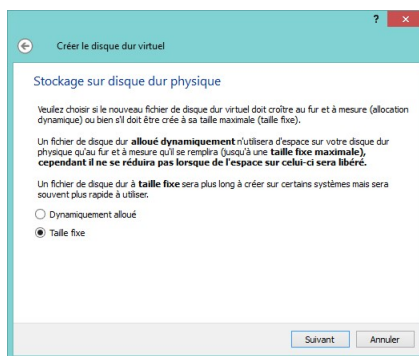 ?
Créer le disque dur virtuel
Stockage sur disque dur physique
Veuillez choisir si le nouveau fichier de disque dur virtuel doit croître au fur et à mesure (allocation
dynamique) ou bien s'il doit être crée à sa taille maximale (taille fixe).
Un fichier de disque dur alloué dynamiquement n'utilisera d'espace sur votre disque dur
physique qu'au fur et à mesure qu'il se remplira (jusqu'à une taille fixe maximale),
cependant il ne se réduira pas lorsque de l'espace sur celui-ci sera libéré.
Un fichier de disque dur à taille fixe sera plus long à créer sur certains systèmes mais sera
souvent plus rapide à utiliser.
Dynamiquement alloué
Taille fixe
Suivant Annuler